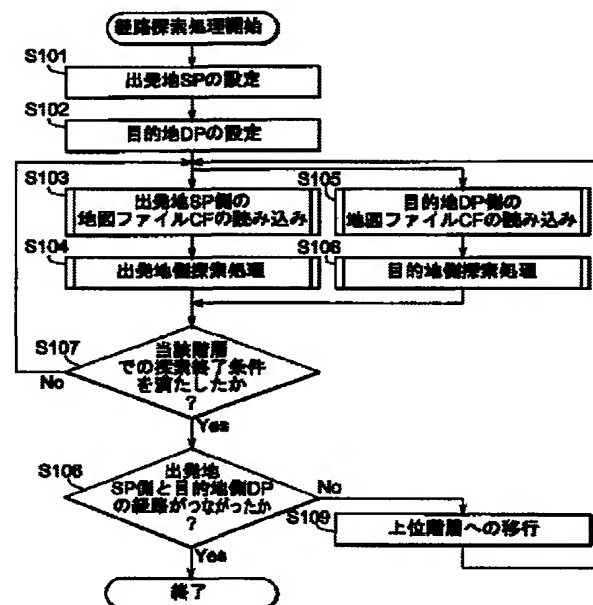 経路探索処理開始
S101
出発地SPの設定
S102
目的地DPの設定
S103
出発地SP側の
地図ファイルCFの読み込み
S105
目的地DP側の
地図ファイルCFの読み込み
S104
出発地側探索処理
S106
目的地側探索処理
S107
当該階層
での探索終了条件
を満たしたか
?
No
Yes
S108
出発地
SP側と目的地側DP
の経路がつながったか
?
No
Yes
S109
上位階層への移行
終了